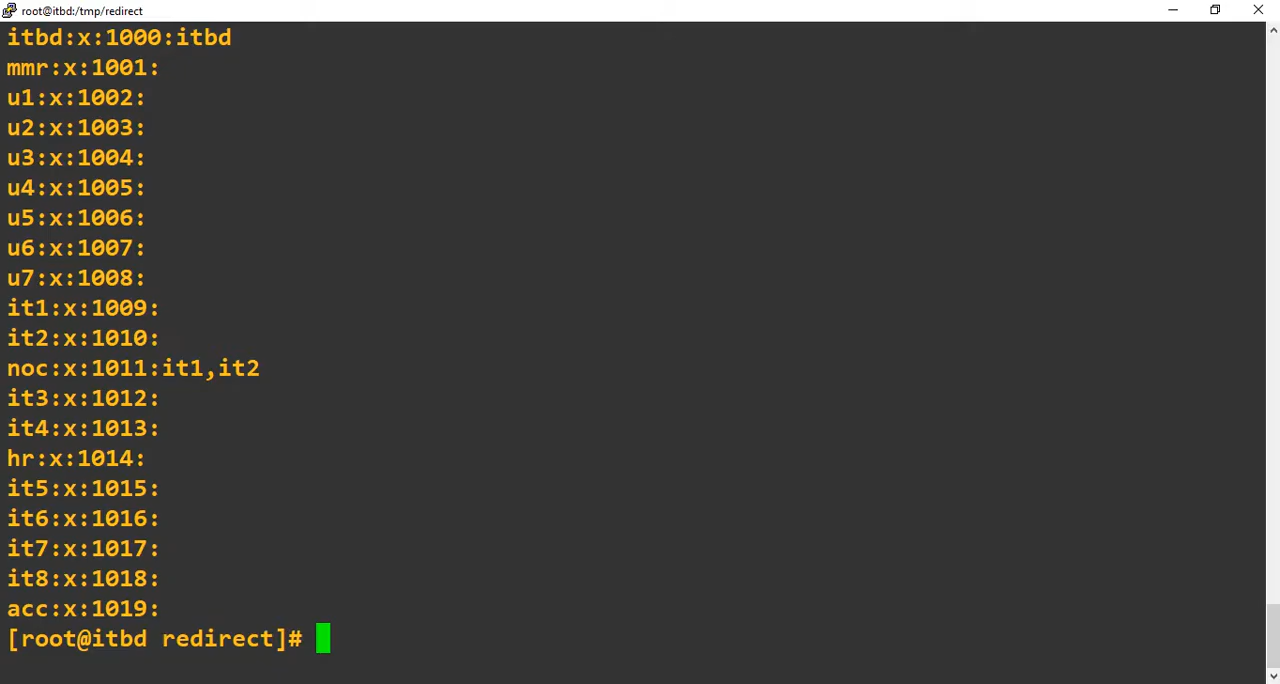 root@itbd:/tmp/redirect
itbd:x:1000:itbd
mmr:x:1001:
u1:x:1002:
u2:x:1003:
u3:x:1004:
u4:x:1005:
u5:x:1006:
u6:x:1007:
u7:x:1008:
it1:x:1009:
it2:x:1010:
noc:x:1011:it1,it2
it3:x:1012:
it4:x:1013:
hr:x:1014:
it5:x:1015:
it6:x:1016:
it7:x:1017:
it8:x:1018:
acc:x:1019:
[root@itbd redirect]#